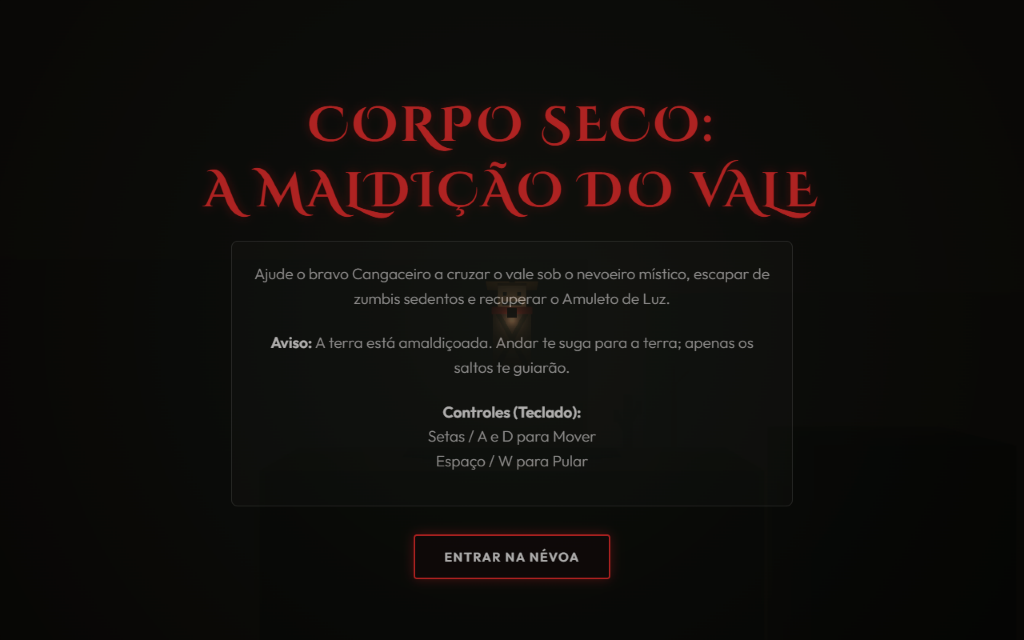 CORPO SECO:
A MALDIÇÃO DO VALE
Ajude o bravo Cangaceiro a cruzar o vale sob o nevoeiro místico, escapar de
zumbis sedentos e recuperar o Amuleto de Luz.
Aviso: A terra está amaldiçoada. Andar te suga para a terra; apenas os
saltos te guiarão.
Controles (Teclado):
Setas / A e D para Mover
Espaço / W para Pular
ENTRAR NA NÉVOA